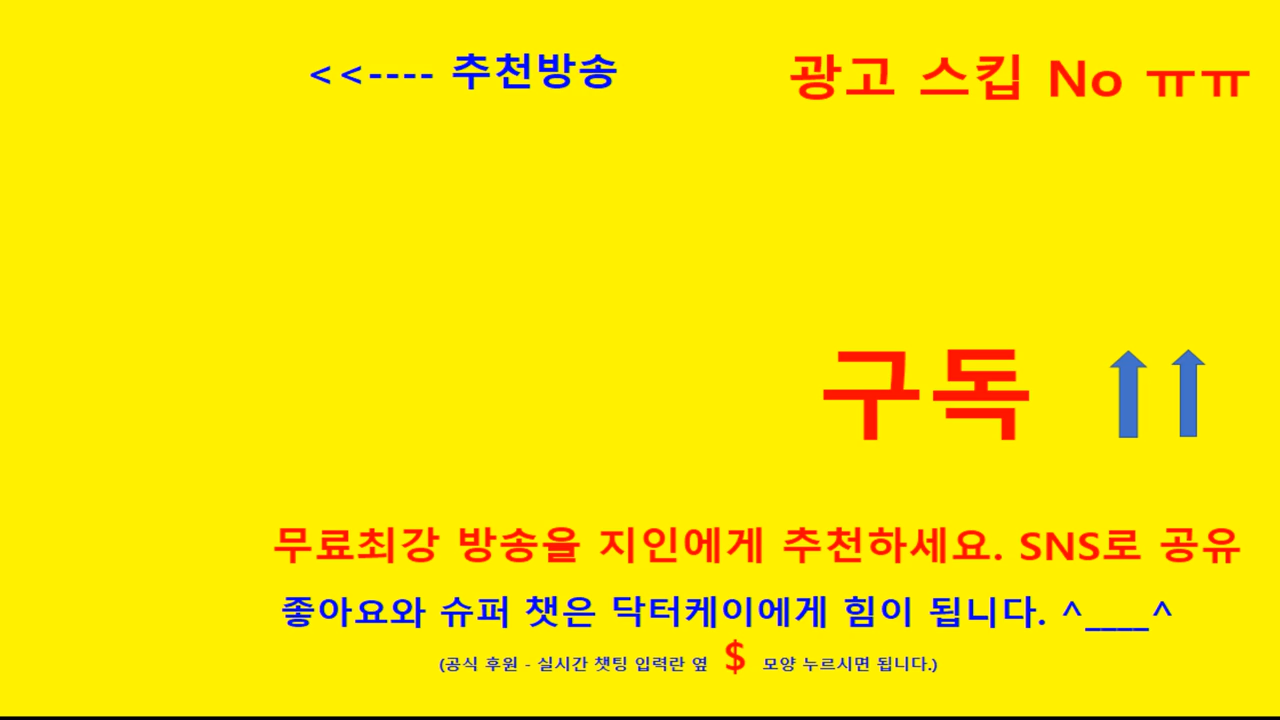 <<---- 추천방송
광고 스킵 No ㅠㅠ
구독
무료최강 방송을 지인에게 추천하세요. SNS로 공유
좋아요와 슈퍼 챗은 닥터케이에게 힘이 됩니다. ^____^
(공식 후원 - 실시간 챗팅 입력란 옆 $ 모양 누르시면 됩니다.)